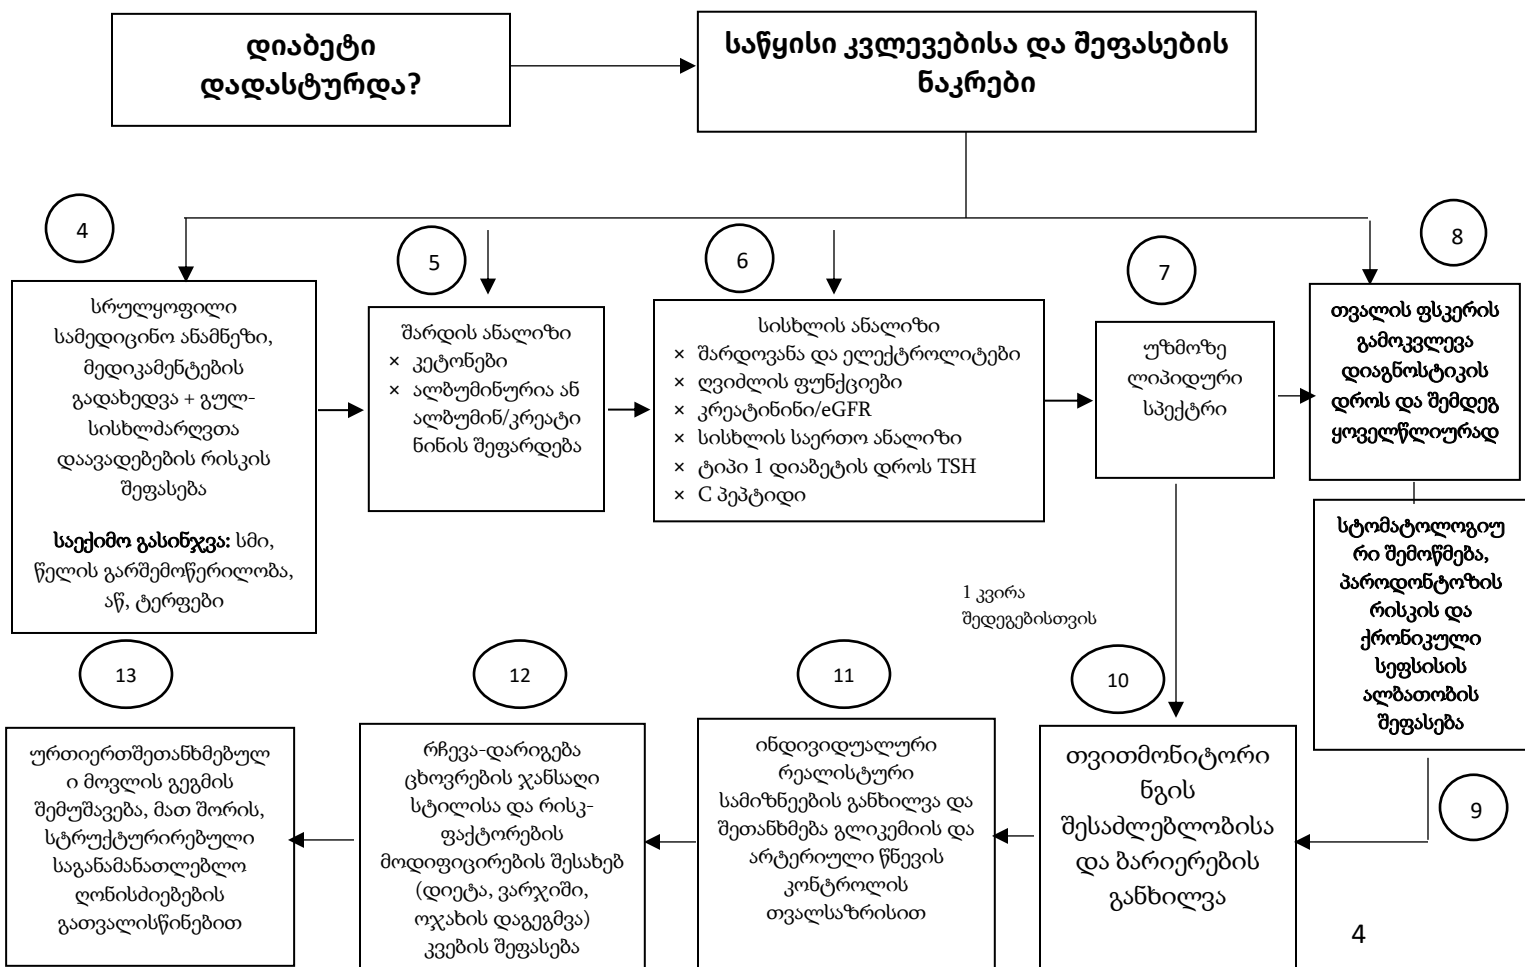 დიაბეტი
დადასტურდა?
საწყისი კვლევებისა და შეფასების
ნაკრები
4
სრულყოფილი
სამედიცინო ანამნეზი,
მედიკამენტების
გადახედვა + გულ-
სისხლძარღვთა
დაავადებების რისკის
შეფასება
საექიმო გასინჯვა: სმი,
წელის გარშემოწერილობა,
აწ, ტერფები
5
შარდის ანალიზი
× კეტონები
× ალბუმინურია ან
ალბუმინ/კრეატი
ნინის შეფარდება
6
სისხლის ანალიზი
× შარდოვანა და ელექტროლიტები
× ღვიძლის ფუნქციები
× კრეატინინი/eGFR
× სისხლის საერთო ანალიზი
× ტიპი 1 დიაბეტის დროს TSH
× C პეპტიდი
7
უზმოზე
ლიპიდური
სპექტრი
8
თვალის ფსკერის
გამოკვლევა
დიაგნოსტიკის
დროს და შემდეგ
ყოველწლიურად
სტომატოლოგიუ
რი შემოწმება,
პაროდონტოზის
რისკის და
ქრონიკული
სეფსისის
ალბათობის
შეფასება
9
1 კვირა
შედეგებისთვის
10
თვითმონიტორი
ნგის
შესაძლებლობისა
და ბარიერების
განხილვა
11
ინდივიდუალური
რეალისტური
სამიზნეების განხილვა და
შეთანხმება გლიკემიის და
არტერიული წნევის
კონტროლის
თვალსაზრისით
12
რჩევა-დარიგება
ცხოვრების ჯანსაღი
სტილისა და რისკ-
ფაქტორების
მოდიფიცირების შესახებ
(დიეტა, ვარჯიში,
ოჯახის დაგეგმვა)
კვების შეფასება
13
ურთიერთშეთანხმებულ
ი მოვლის გეგმის
შემუშავება, მათ შორის,
სტრუქტურირებული
საგანამანათლებლო
ღონისძიებების
გათვალისწინებით
4